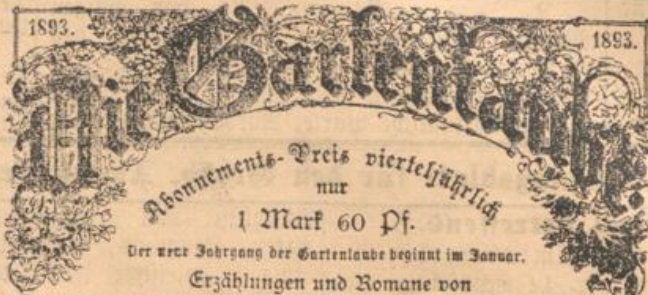 1893. 1893.
Die Gartenlaube
Abonnements-Preis vierteljährlich
nur
1 Mark 60 Pf.
Der neue Jahrgang der Gartenlaube beginnt im Januar.
Erzählungen und Romane von